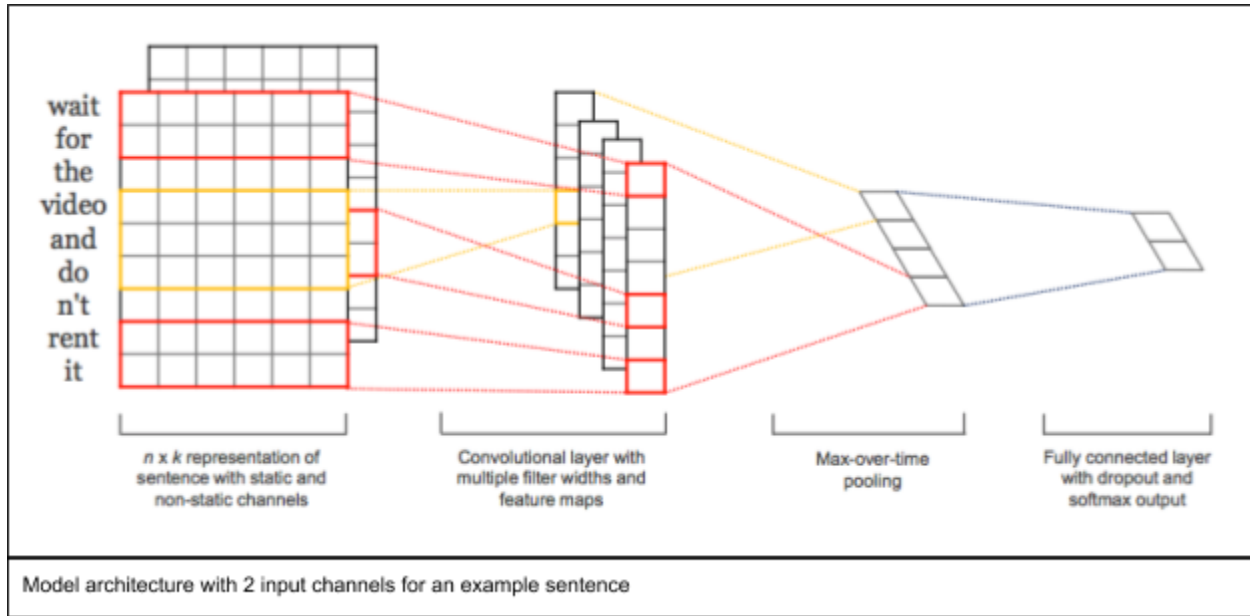 wait
for
the
video
and
do
n't
rent
it
n x k representation of
sentence with static and
non-static channels
Convolutional layer with
multiple filter widths and
feature maps
Max-over-time
pooling
Fully connected layer
with dropout and
softmax output
Model architecture with 2 input channels for an example sentence